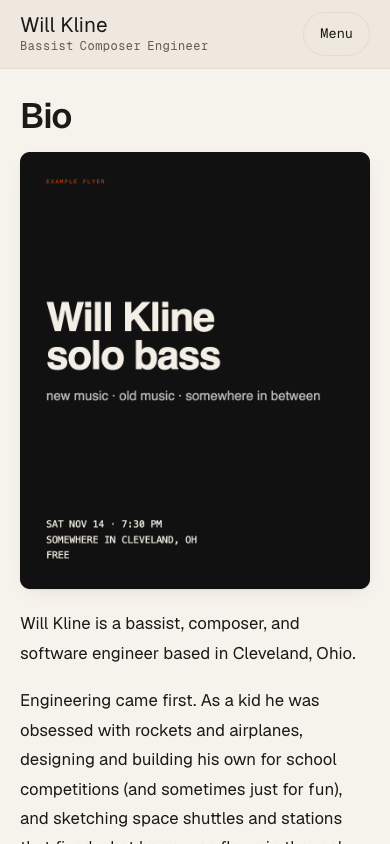 Will Kline
Bassist Composer Engineer
Menu
Bio
EXAMPLE FLYER
Will Kline
solo bass
new music · old music · somewhere in between
SAT NOV 14 · 7:30 PM
SOMEWHERE IN CLEVELAND, OH
FREE
Will Kline is a bassist, composer, and
software engineer based in Cleveland, Ohio.
Engineering came first. As a kid he was
obsessed with rockets and airplanes,
designing and building his own for school
competitions (and sometimes just for fun),
and sketching space shuttles and stations